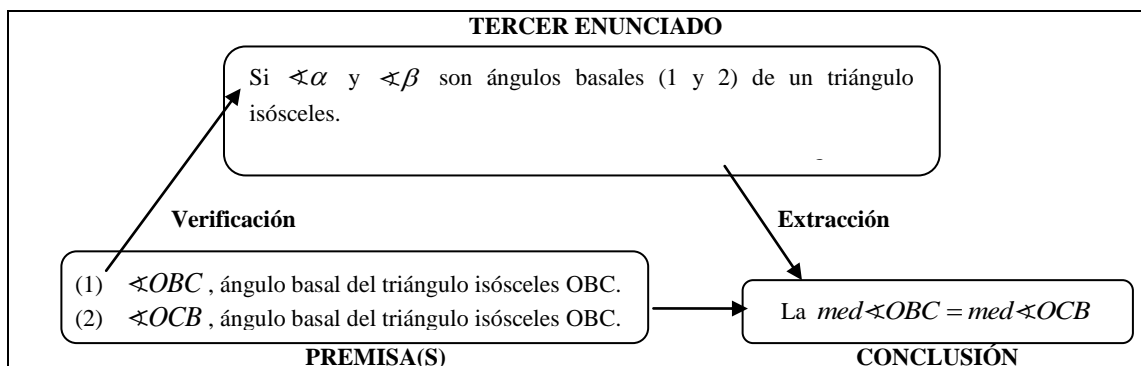 TERCER ENUNCIADO
Si ∢α y ∢β son ángulos basales (1 y 2) de un triángulo
isósceles.
Verificación
Extracción
(1) ∢OBC , ángulo basal del triángulo isósceles OBC.
(2) ∢OCB , ángulo basal del triángulo isósceles OBC.
La med∢OBC = med∢OCB
PREMISA(S)
CONCLUSIÓN